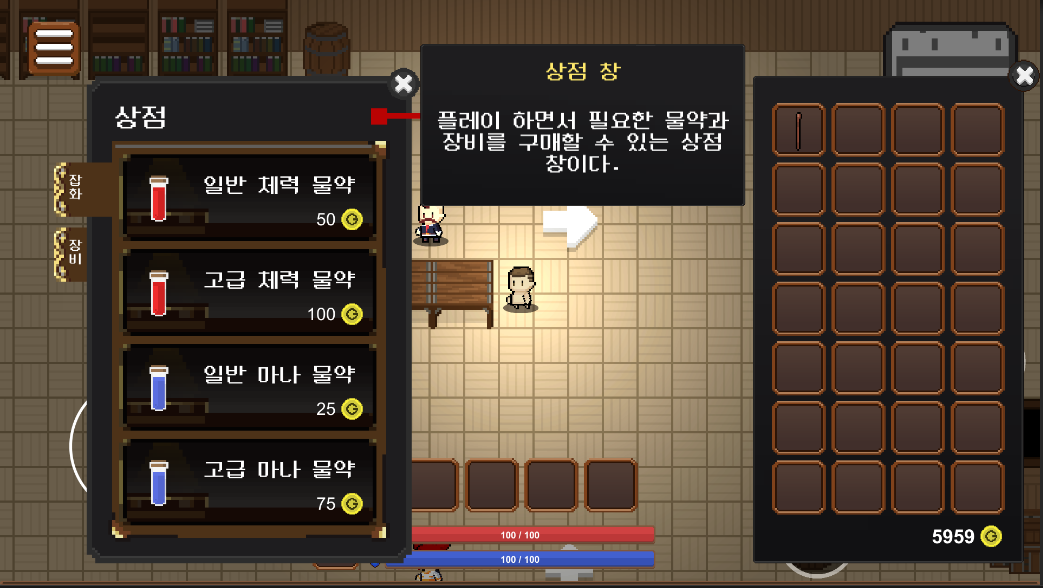 상점 창
플레이 하면서 필요한 물약과
장비를 구매할 수 있는 상점
창이다.
상점
잡화
장비
일반 체력 물약
50
고급 체력 물약
100
일반 마나 물약
25
고급 마나 물약
75
100 / 100
100 / 100
5959